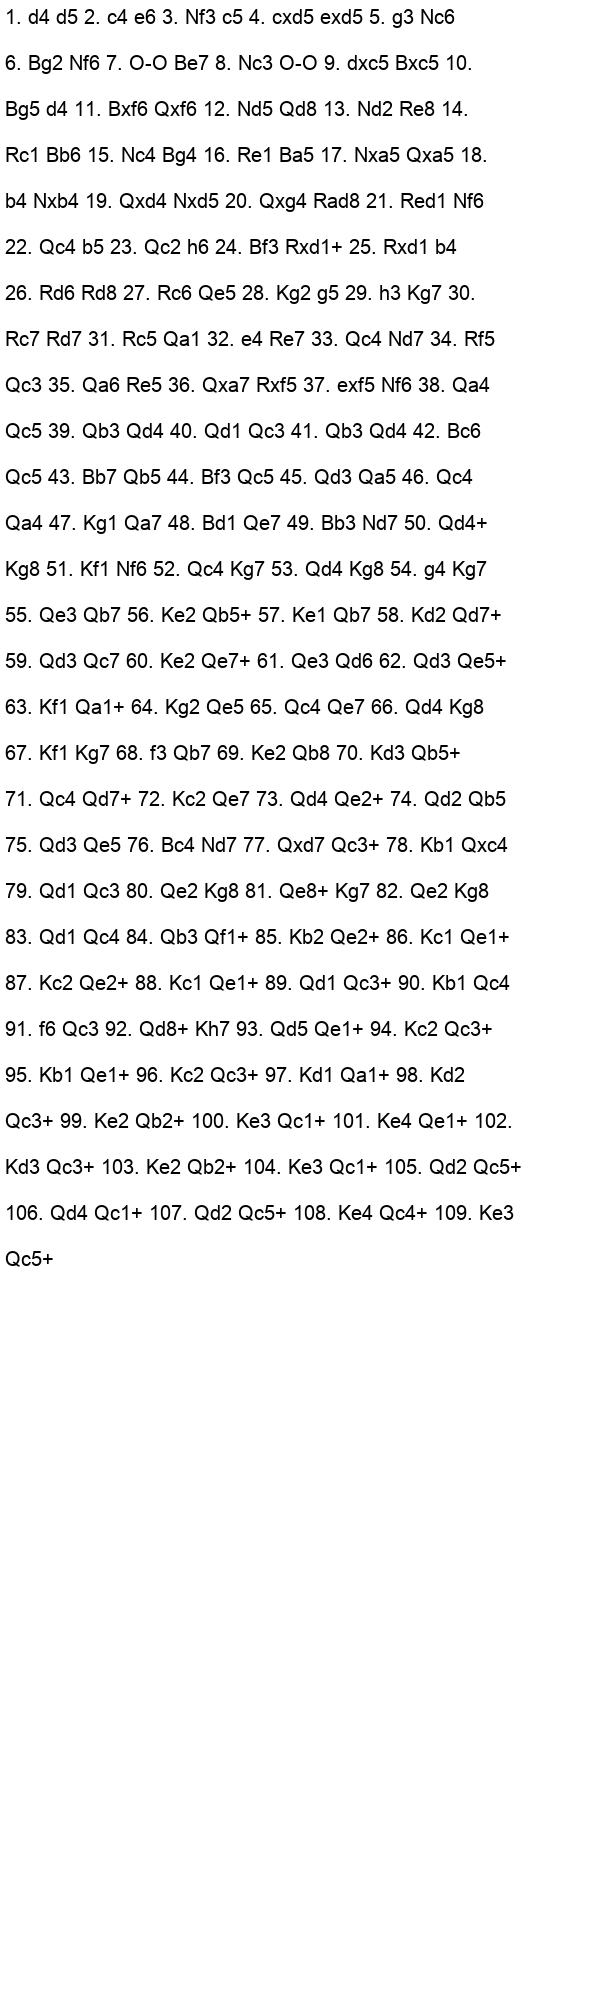 1. d4 d5 2. c4 e6 3. Nf3 c5 4. cxd5 exd5 5. g3 Nc6
6. Bg2 Nf6 7. O-O Be7 8. Nc3 O-O 9. dxc5 Bxc5 10.
Bg5 d4 11. Bxf6 Qxf6 12. Nd5 Qd8 13. Nd2 Re8 14.
Rc1 Bb6 15. Nc4 Bg4 16. Re1 Ba5 17. Nxa5 Qxa5 18.
b4 Nxb4 19. Qxd4 Nxd5 20. Qxg4 Rad8 21. Red1 Nf6
22. Qc4 b5 23. Qc2 h6 24. Bf3 Rxd1+ 25. Rxd1 b4
26. Rd6 Rd8 27. Rc6 Qe5 28. Kg2 g5 29. h3 Kg7 30.
Rc7 Rd7 31. Rc5 Qa1 32. e4 Re7 33. Qc4 Nd7 34. Rf5
Qc3 35. Qa6 Re5 36. Qxa7 Rxf5 37. exf5 Nf6 38. Qa4
Qc5 39. Qb3 Qd4 40. Qd1 Qc3 41. Qb3 Qd4 42. Bc6
Qc5 43. Bb7 Qb5 44. Bf3 Qc5 45. Qd3 Qa5 46. Qc4
Qa4 47. Kg1 Qa7 48. Bd1 Qe7 49. Bb3 Nd7 50. Qd4+
Kg8 51. Kf1 Nf6 52. Qc4 Kg7 53. Qd4 Kg8 54. g4 Kg7
55. Qe3 Qb7 56. Ke2 Qb5+ 57. Ke1 Qb7 58. Kd2 Qd7+
59. Qd3 Qc7 60. Ke2 Qe7+ 61. Qe3 Qd6 62. Qd3 Qe5+
63. Kf1 Qa1+ 64. Kg2 Qe5 65. Qc4 Qe7 66. Qd4 Kg8
67. Kf1 Kg7 68. f3 Qb7 69. Ke2 Qb8 70. Kd3 Qb5+
71. Qc4 Qd7+ 72. Kc2 Qe7 73. Qd4 Qe2+ 74. Qd2 Qb5
75. Qd3 Qe5 76. Bc4 Nd7 77. Qxd7 Qc3+ 78. Kb1 Qxc4
79. Qd1 Qc3 80. Qe2 Kg8 81. Qe8+ Kg7 82. Qe2 Kg8
83. Qd1 Qc4 84. Qb3 Qf1+ 85. Kb2 Qe2+ 86. Kc1 Qe1+
87. Kc2 Qe2+ 88. Kc1 Qe1+ 89. Qd1 Qc3+ 90. Kb1 Qc4
91. f6 Qc3 92. Qd8+ Kh7 93. Qd5 Qe1+ 94. Kc2 Qc3+
95. Kb1 Qe1+ 96. Kc2 Qc3+ 97. Kd1 Qa1+ 98. Kd2
Qc3+ 99. Ke2 Qb2+ 100. Ke3 Qc1+ 101. Ke4 Qe1+ 102.
Kd3 Qc3+ 103. Ke2 Qb2+ 104. Ke3 Qc1+ 105. Qd2 Qc5+
106. Qd4 Qc1+ 107. Qd2 Qc5+ 108. Ke4 Qc4+ 109. Ke3
Qc5+